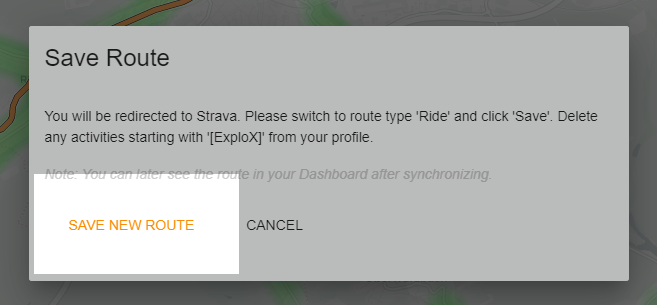 Save Route
You will be redirected to Strava. Please switch to route type 'Ride' and click 'Save'. Delete
any activities starting with '[ExploX]' from your profile.
Note: You can later see the route in your Dashboard after synchronizing.
SAVE NEW ROUTE CANCEL